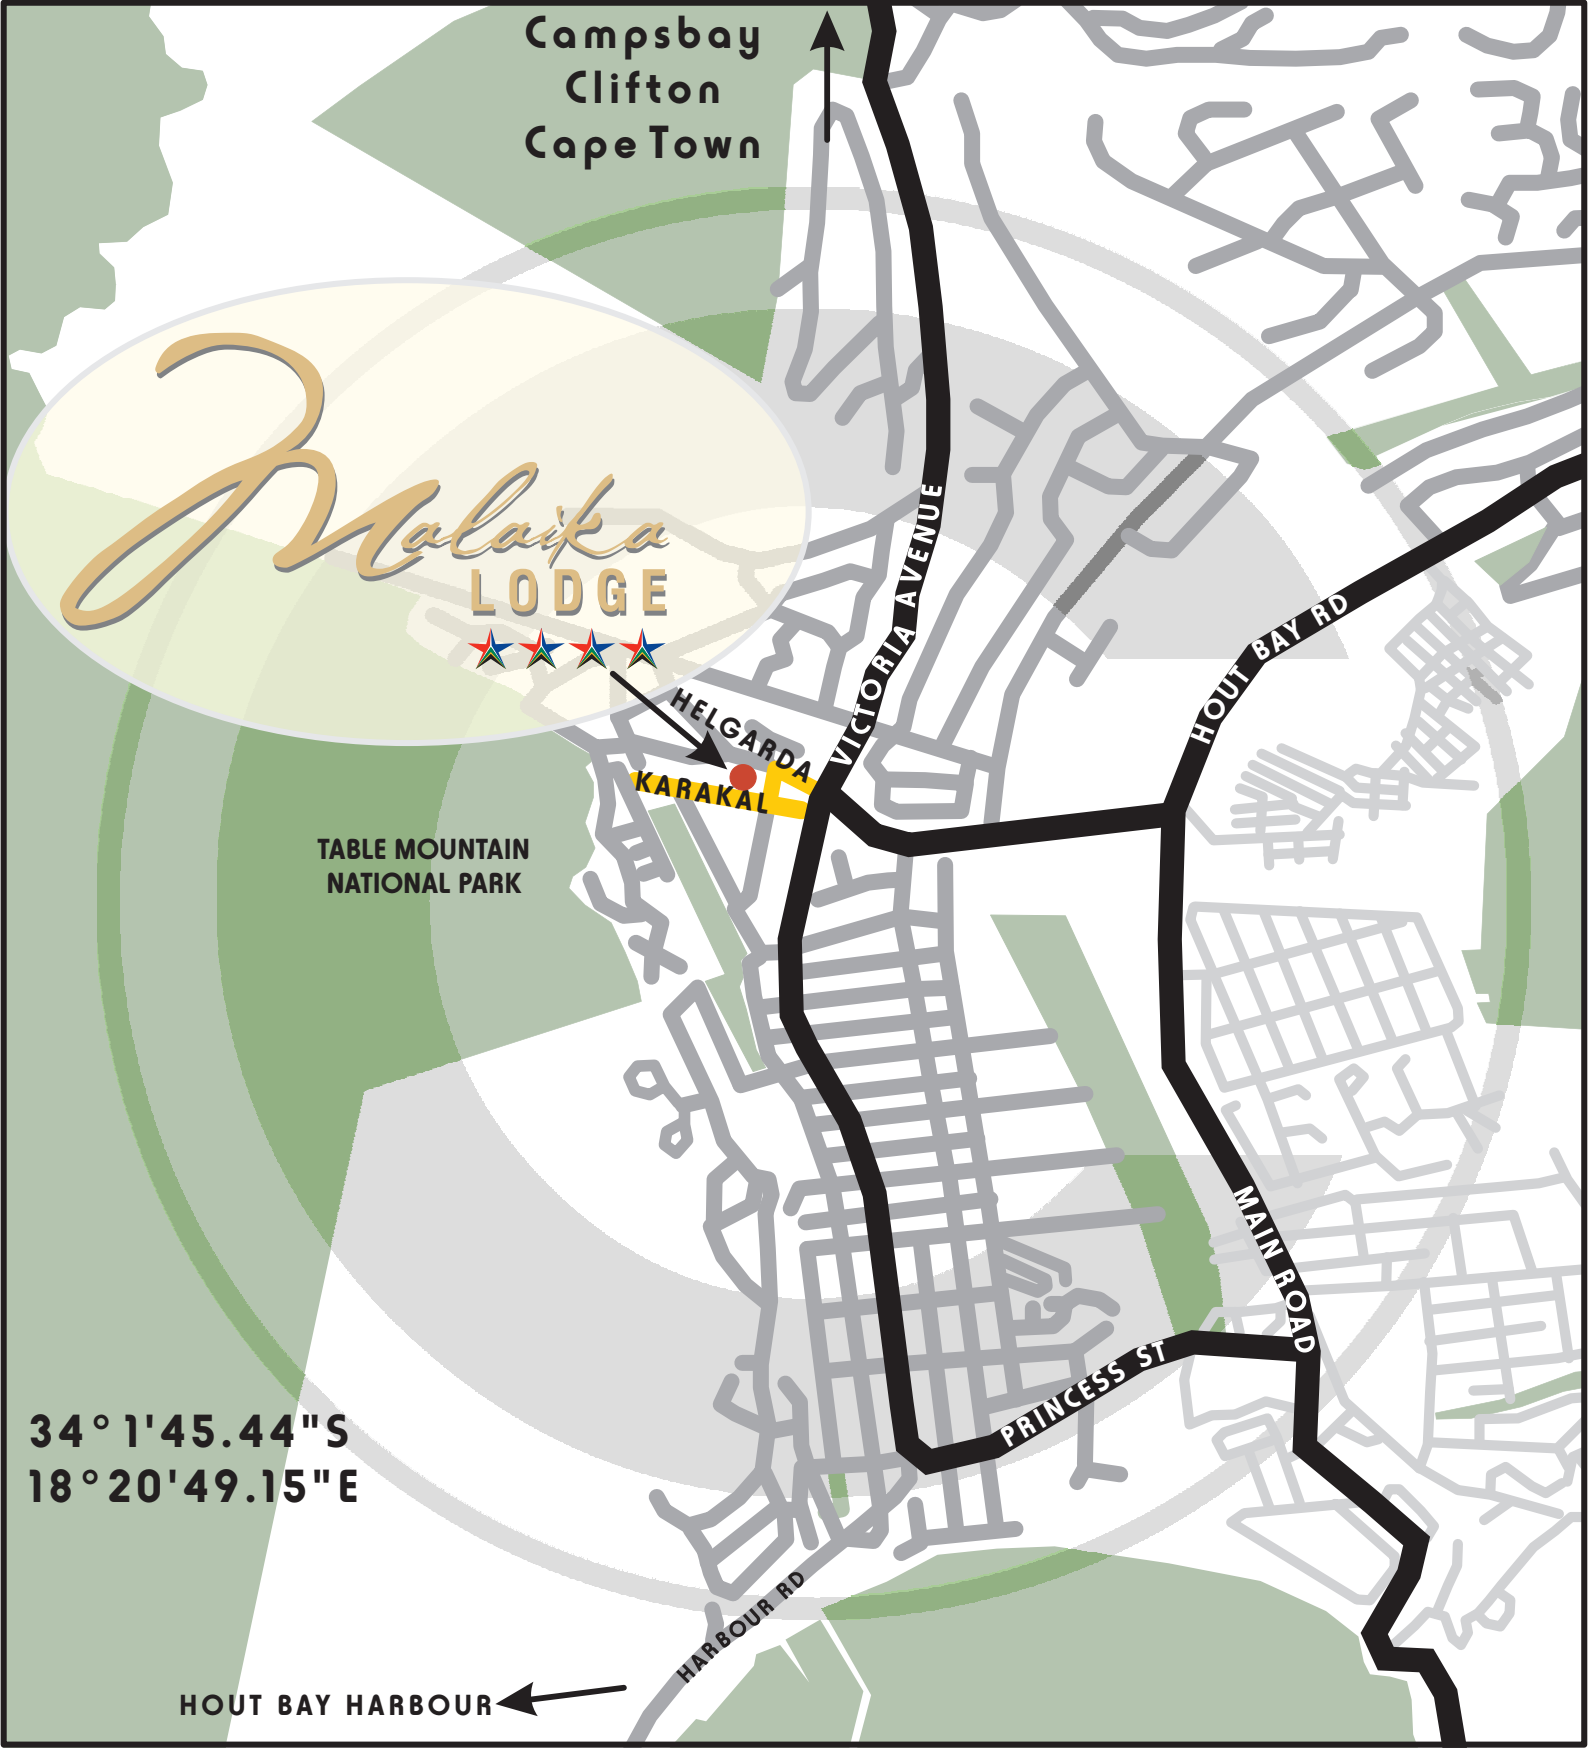 Campsbay
Clifton
Cape Town
Malaika
LODGE
VICTORIA AVENUE
HOUT BAY RD
HELGARDA
KARAKAL
TABLE MOUNTAIN
NATIONAL PARK
MAIN ROAD
PRINCESS ST
34°1'45.44"S
18°20'49.15"E
HARBOUR RD
HOUT BAY HARBOUR